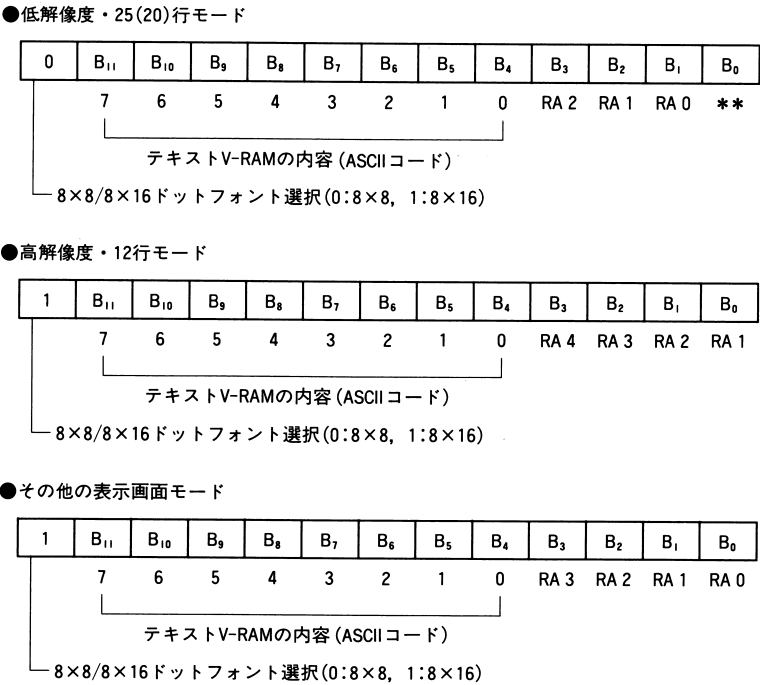 ●低解像度・25(20)行モード
0 B₁₁ B₁₀ B₉ B₈ B₇ B₆ B₅ B₄ B₃ B₂ B₁ B₀
7 6 5 4 3 2 1 0 RA 2 RA 1 RA 0 **
テキストV-RAMの内容(ASCIIコード)
8×8/8×16ドットフォント選択(0:8×8, 1:8×16)
●高解像度・12行モード
1 B₁₁ B₁₀ B₉ B₈ B₇ B₆ B₅ B₄ B₃ B₂ B₁ B₀
7 6 5 4 3 2 1 0 RA 4 RA 3 RA 2 RA 1
テキストV-RAMの内容(ASCIIコード)
8×8/8×16ドットフォント選択(0:8×8, 1:8×16)
●その他の表示画面モード
1 B₁₁ B₁₀ B₉ B₈ B₇ B₆ B₅ B₄ B₃ B₂ B₁ B₀
7 6 5 4 3 2 1 0 RA 3 RA 2 RA 1 RA 0
テキストV-RAMの内容(ASCIIコード)
8×8/8×16ドットフォント選択(0:8×8, 1:8×16)